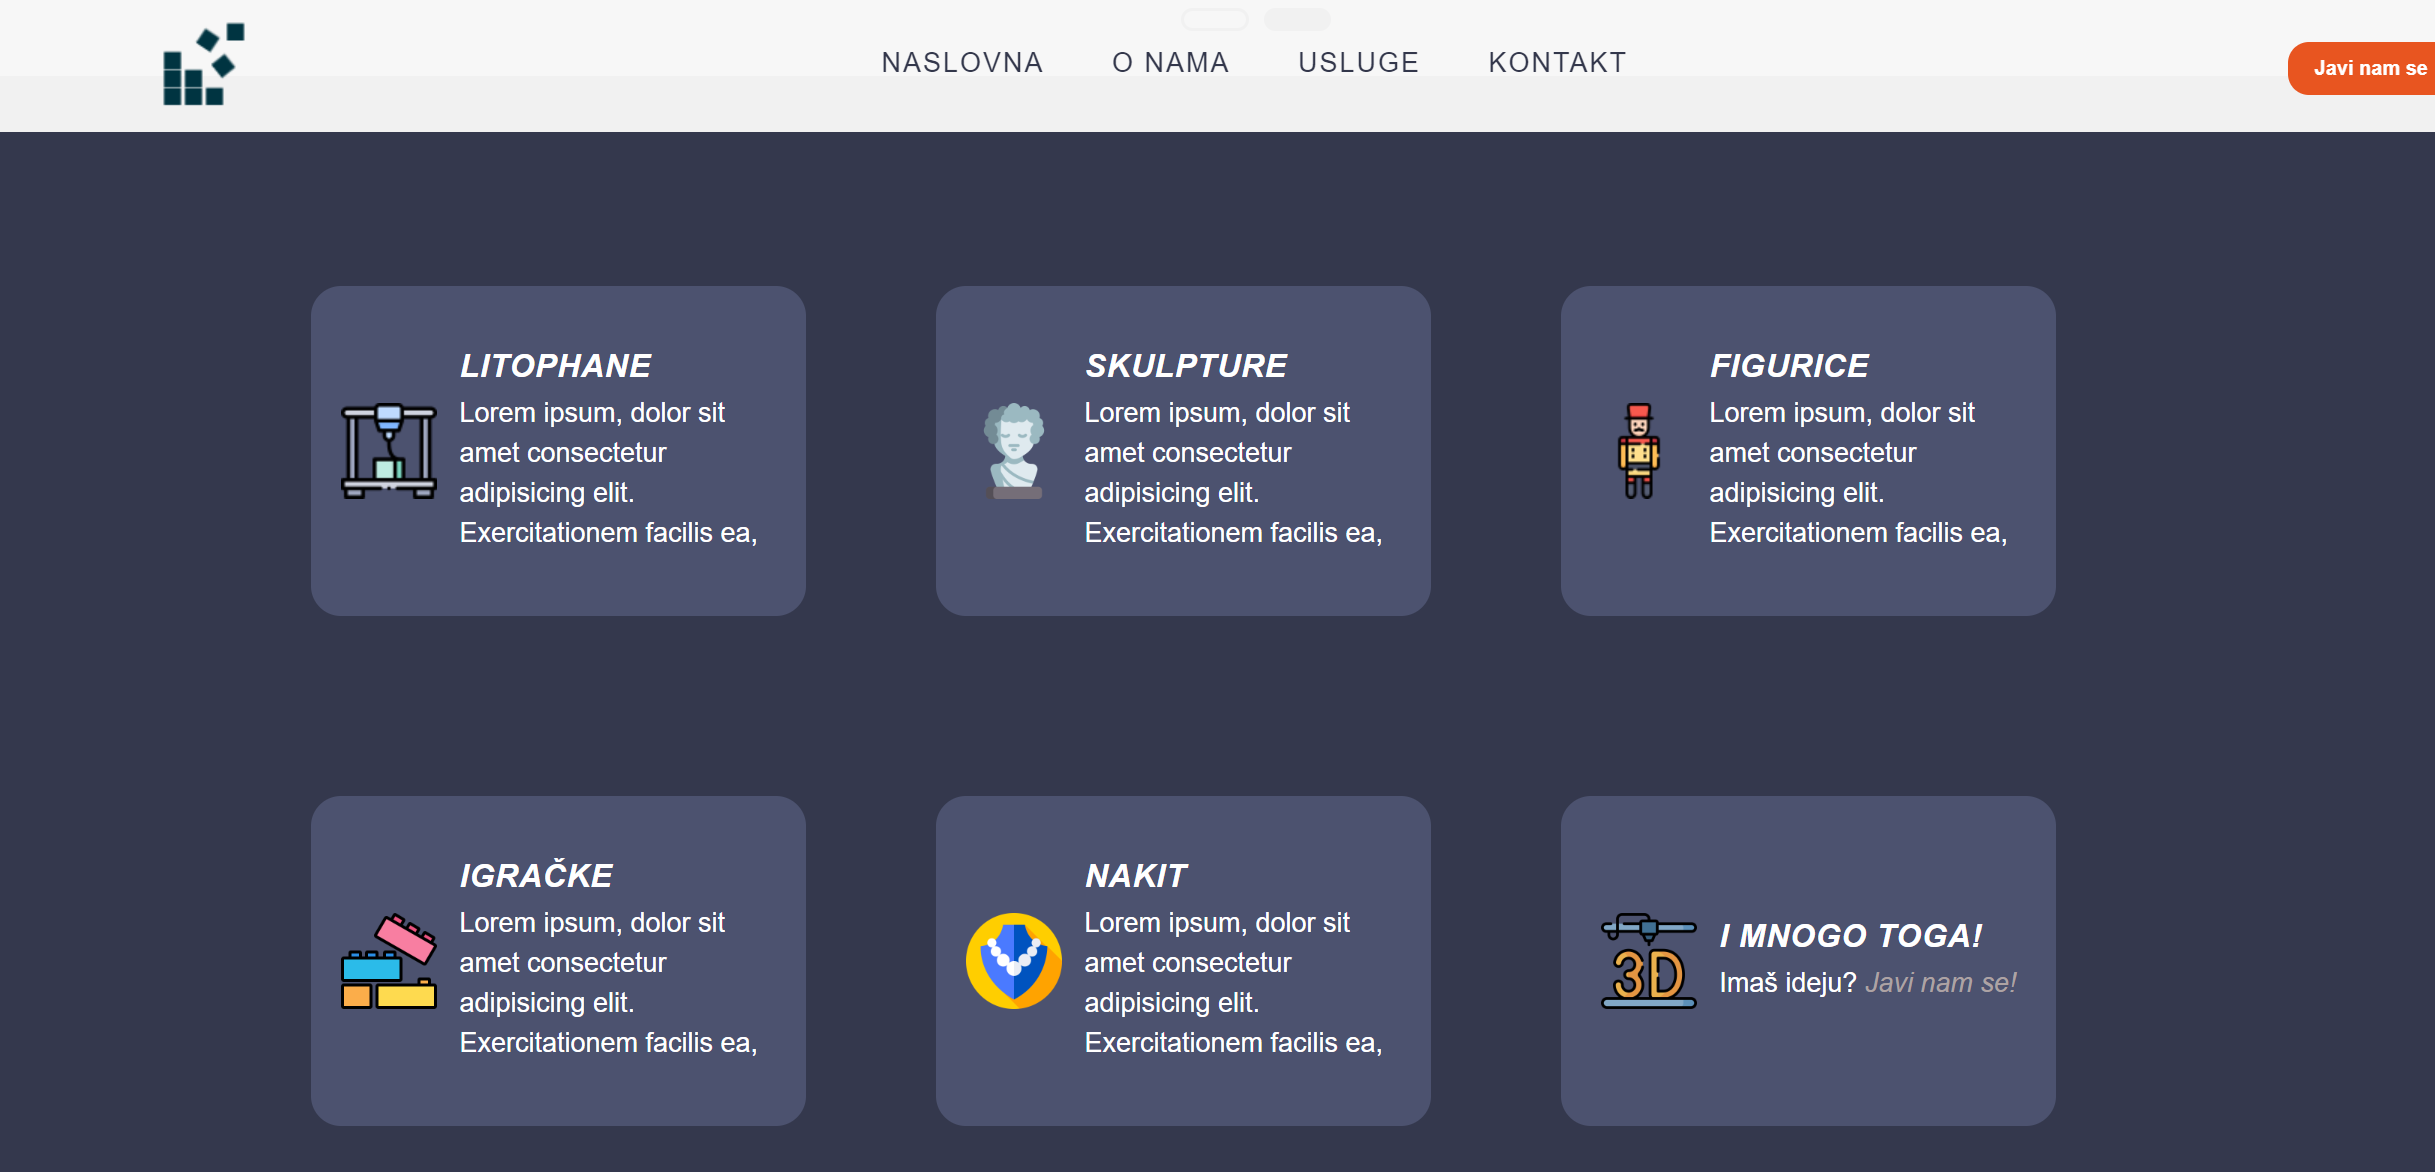 NASLOVNA O NAMA USLUGE KONTAKT
Javi nam se
LITOPHANE
Lorem ipsum, dolor sit
amet consectetur
adipisicing elit.
Exercitationem facilis ea,
SKULPTURE
Lorem ipsum, dolor sit
amet consectetur
adipisicing elit.
Exercitationem facilis ea,
FIGURICE
Lorem ipsum, dolor sit
amet consectetur
adipisicing elit.
Exercitationem facilis ea,
IGRAČKE
Lorem ipsum, dolor sit
amet consectetur
adipisicing elit.
Exercitationem facilis ea,
NAKIT
Lorem ipsum, dolor sit
amet consectetur
adipisicing elit.
Exercitationem facilis ea,
3D
I MNOGO TOGA!
Imaš ideju? Javi nam se!